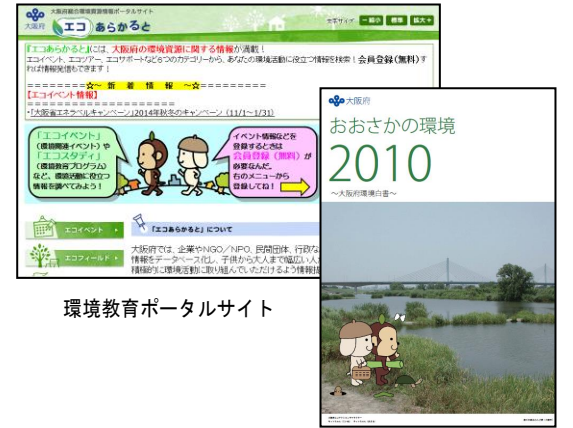 大阪府域の環境資源情報ポータルサイト
大阪府 エコあらかると
文字サイズ －縮小 標準 拡大＋
『エコあらかると』には、大阪府の環境資源に関する情報が満載！
エコイベント、エコツアー、エコサポートなど6つのカテゴリーから、あなたの環境活動に役立つ情報を検索！会員登録(無料)す
れば情報発信もできます！
========☆～ 新 着 情 報 ～☆=========
【エコイベント情報】
====================
・「大阪省エネラベルキャンペーン」2014年秋冬のキャンペーン（11/1～1/31）
「エコイベント」
（環境関連イベント）や
「エコスタディ」
（環境教育プログラム）
など、環境活動に役立つ
情報を調べてみよう！
イベント情報などを
登録するときは
会員登録（無料）が
必要なんだ。
右のメニューから
登録してね！
エコイベント
「エコあらかると」について
エコフィールド
大阪府では、企業やNGO／NPO、民間団体、行政な
情報をデータベース化し、子供から大人まで幅広い人
積極的に環境活動に取り組んでいただけるよう情報
環境教育ポータルサイト
大阪府
おおさかの環境
2010
～大阪府環境白書～